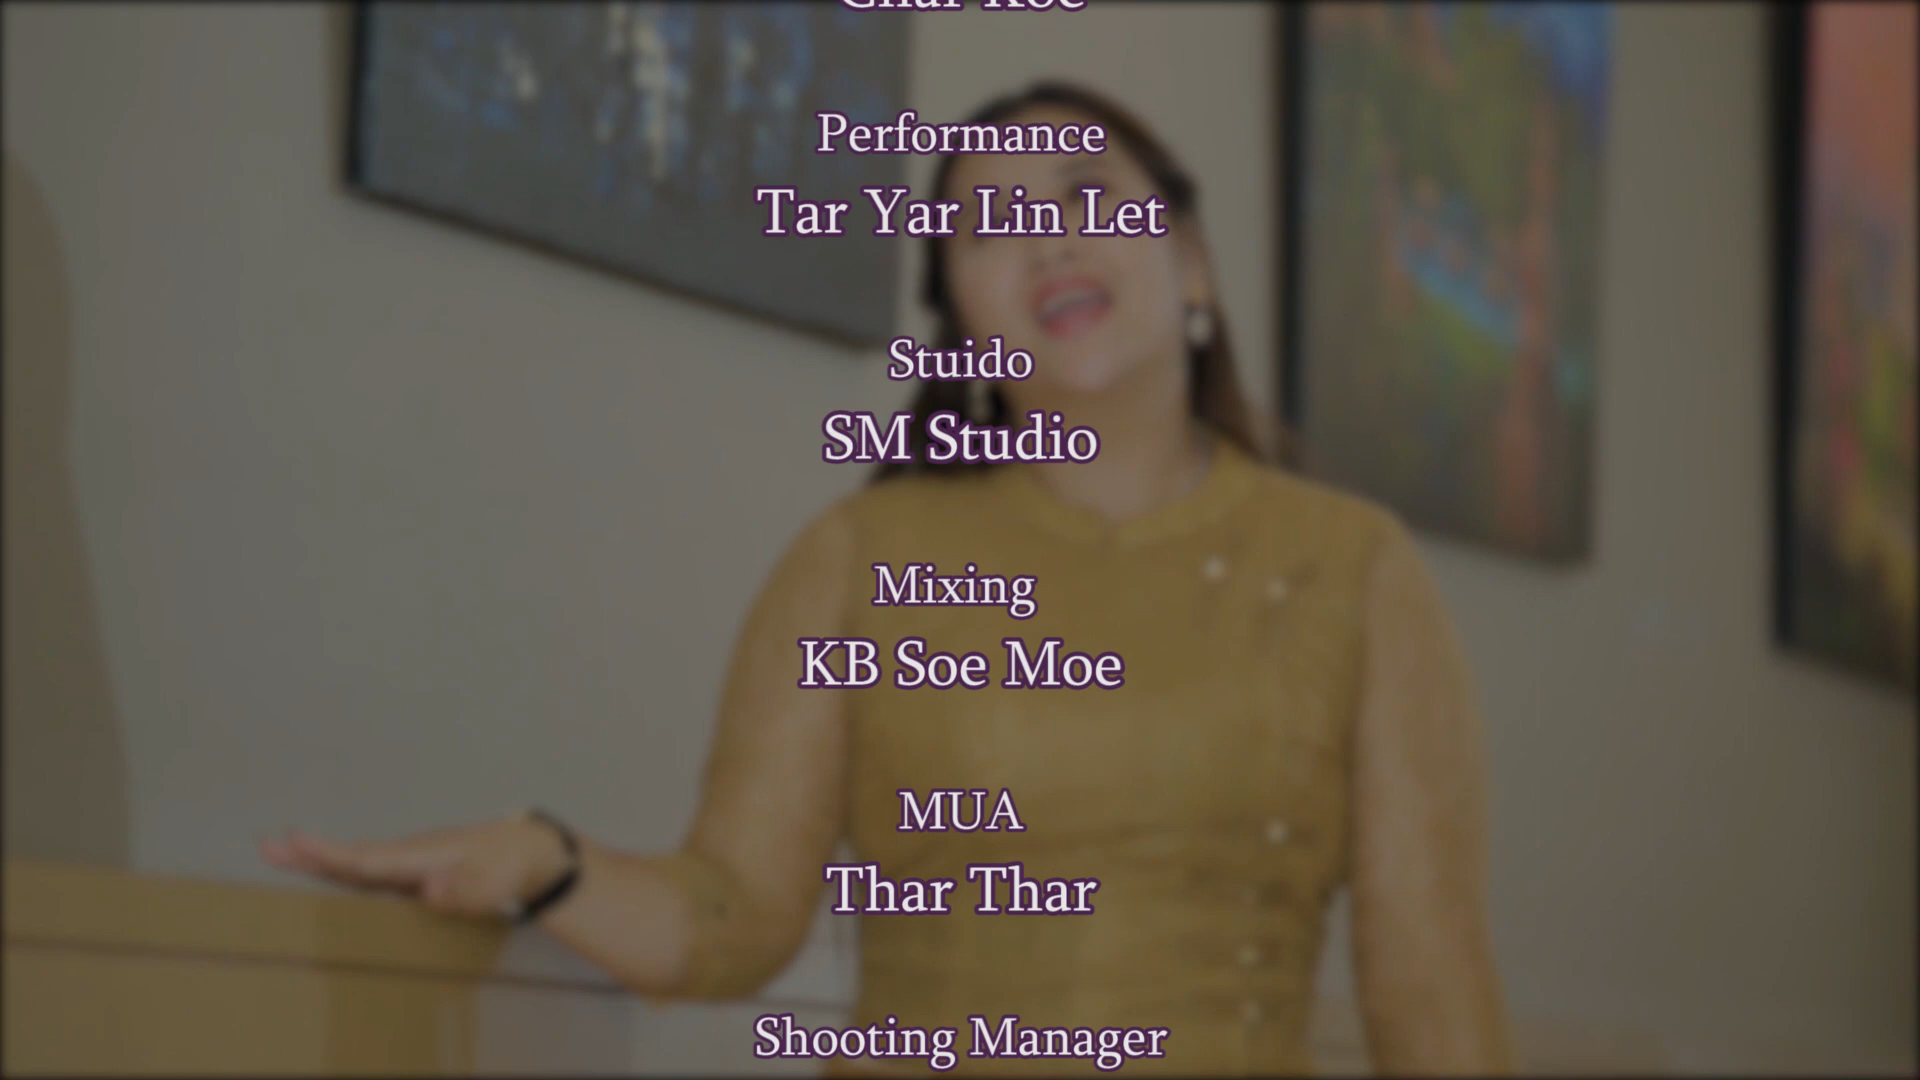 Performance
Tar Yar Lin Let
Stuido
SM Studio
Mixing
KB Soe Moe
MUA
Thar Thar
Shooting Manager